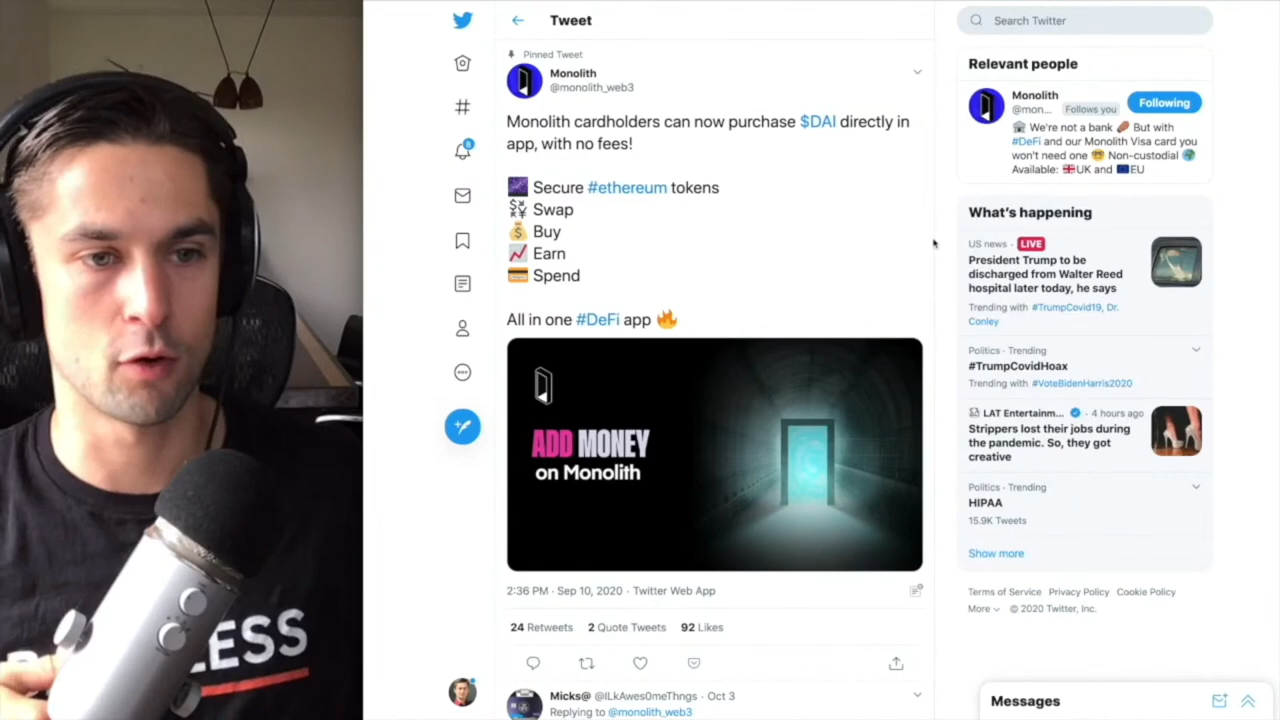 Tweet
Pinned Tweet
Monolith
@monolith_web3
Monolith cardholders can now purchase $DAI directly in
app, with no fees!
Secure #ethereum tokens
Swap
Buy
Earn
Spend
All in one #DeFi app 🔥
ADD MONEY
on Monolith
2:36 PM · Sep 10, 2020 · Twitter Web App
24 Retweets 2 Quote Tweets 92 Likes
Micks@ @ILkAwes0meThngs · Oct 3
Replying to @monolith_web3
8
Search Twitter
Relevant people
Monolith
@mon... Follows you
Following
🏦 We're not a bank 🥊 But with
#DeFi and our Monolith Visa card you
won't need one 🤓 Non-custodial 🌍
Available: 🇬🇧UK and 🇪🇺EU
What's happening
US news · LIVE
President Trump to be
discharged from Walter Reed
hospital later today, he says
Trending with #TrumpCovid19, Dr.
Conley
Politics · Trending
#TrumpCovidHoax
Trending with #VoteBidenHarris2020
LAT Entertainm... · 4 hours ago
Strippers lost their jobs during
the pandemic. So, they got
creative
Politics · Trending
HIPAA
15.9K Tweets
Show more
Terms of Service Privacy Policy Cookie Policy
More © 2020 Twitter, Inc.
Messages
LESS